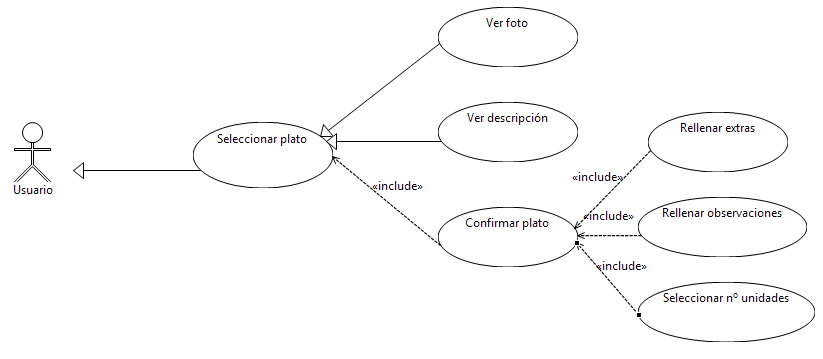 Ver foto
Ver descripción
Rellenar extras
Seleccionar plato
«include»
«include»
Usuario
Rellenar observaciones
«include»
Confirmar plato
«include»
Seleccionar nº unidades